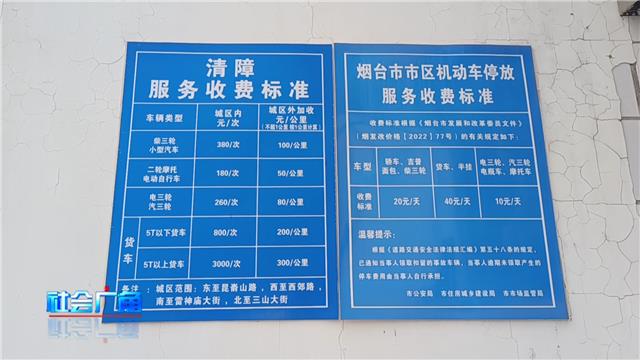 清障
服务收费标准
车辆类型 城区内 元/次 城区外加收 元/公里 (不超1公里 按1公里计算)
柴三轮 小型汽车 380/次 100/公里
二轮摩托 电动自行车 180/次 50/公里
电三轮 汽三轮 260/次 80/公里
货车 5T以下货车 800/次 200/公里
5T以上货车 3000/次 300/公里
备注：城区范围：东至昆嵛山路，西至西郊路，
南至雷神庙大街，北至三山大街
烟台市市区机动车停放
服务收费标准
收费标准根据《烟台市发展和改革委员文件》
(烟发改价格【2022】77号)的有关规定如下：
车型 轿车、吉普 面包、柴三轮 货车、半挂 电三轮、汽三轮 电瓶车、摩托车
收费标准 20元/天 40元/天 10元/天
温馨提示：
根据《道路交通安全法律法规汇编》第五十八条的规定，
已通知当事人领取扣留的事故车辆，当事人逾期未领取产生的
停车费用由当事人自行承担。
市公安局 市住房城乡建设局 市市场监管局
社会广角